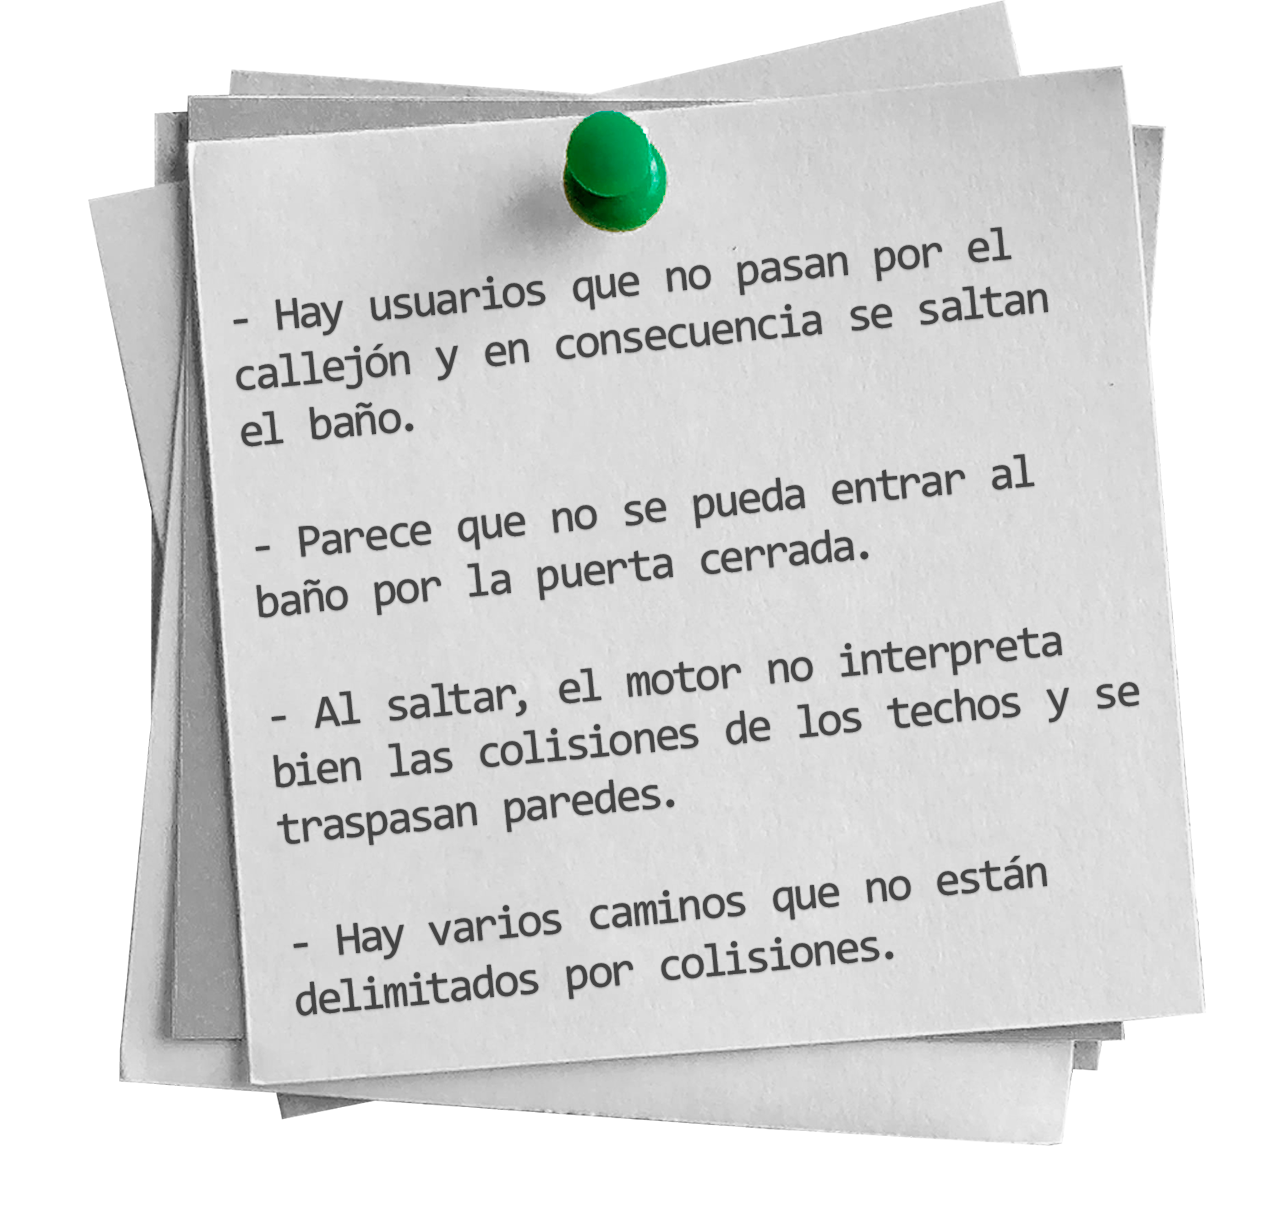 - Hay usuarios que no pasan por el
callejón y en consecuencia se saltan
el baño.
- Parece que no se pueda entrar al
baño por la puerta cerrada.
- Al saltar, el motor no interpreta
bien las colisiones de los techos y se
traspasan paredes.
- Hay varios caminos que no están
delimitados por colisiones.